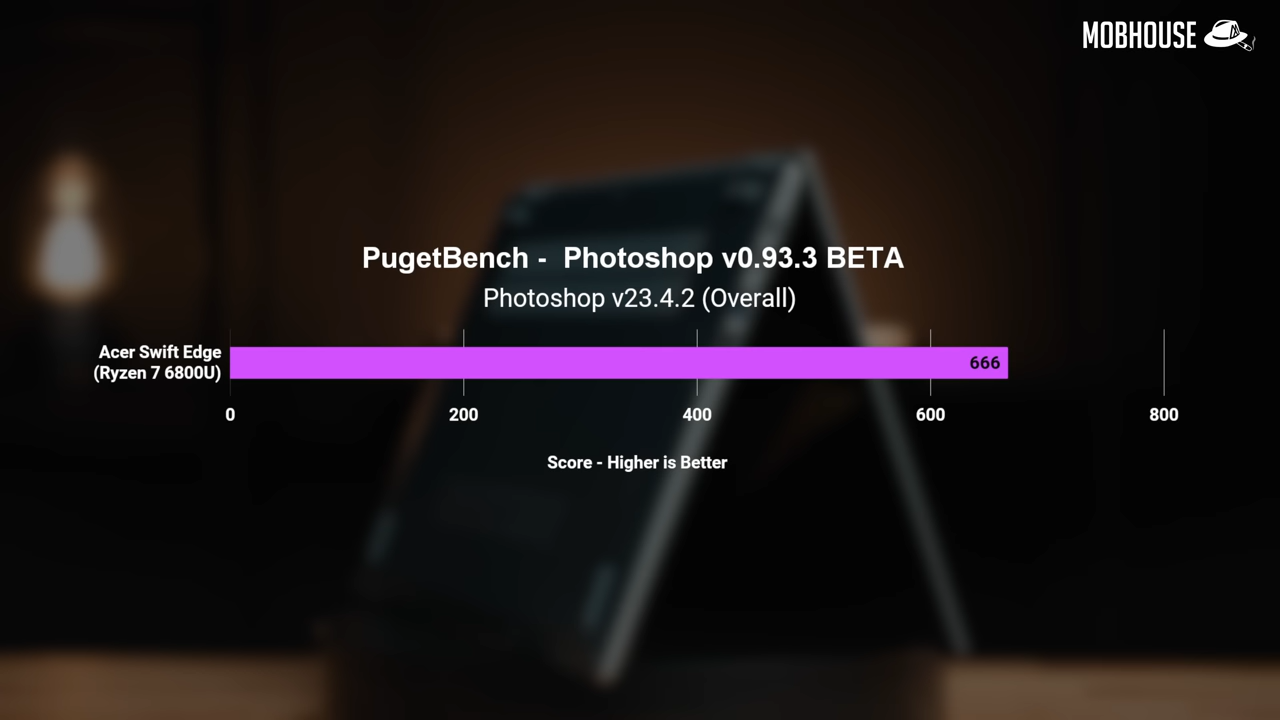 MOBHOUSE
PugetBench - Photoshop v0.93.3 BETA
Photoshop v23.4.2 (Overall)
Acer Swift Edge
(Ryzen 7 6800U)
666
0 200 400 600 800
Score - Higher is Better